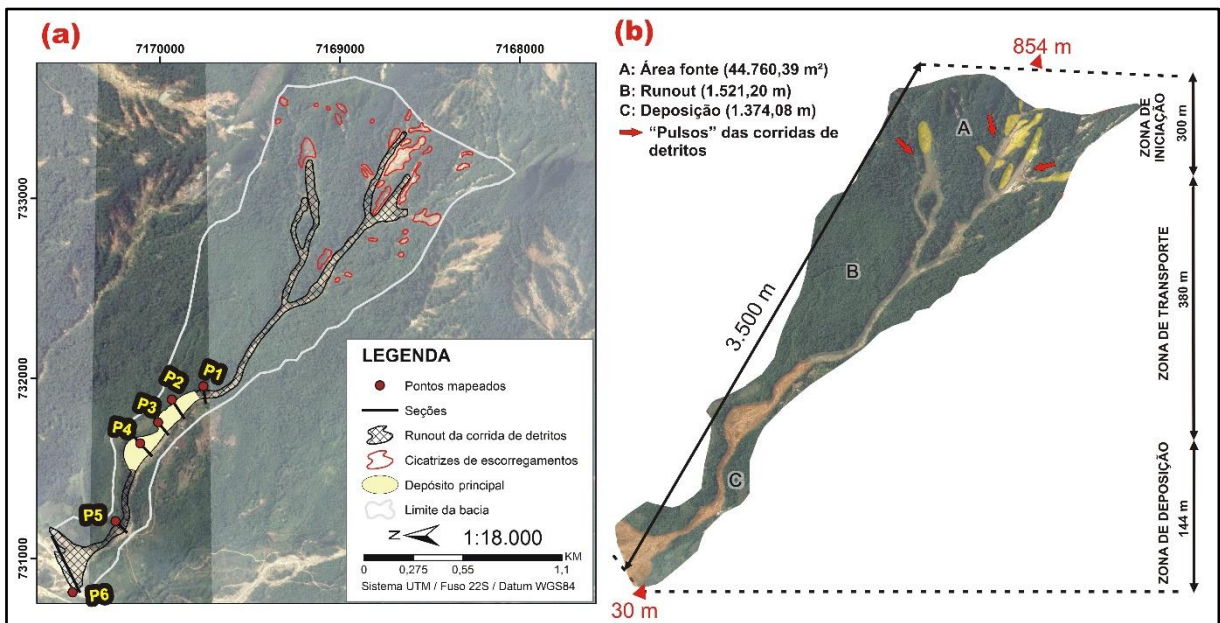 (a)
7170000
7169000
7168000
733000
732000
731000
P1
P2
P3
P4
P5
P6
LEGENDA
Pontos mapeados
Seções
Runout da corrida de detritos
Cicatrizes de escorregamentos
Depósito principal
Limite da bacia
N
1:18.000
KM
0
0,275
0,55
1,1
Sistema UTM / Fuso 22S / Datum WGS84
(b)
A: Área fonte (44.760,39 m²)
B: Runout (1.521,20 m)
C: Deposição (1.374,08 m)
"Pulsos" das corridas de
detritos
854 m
A
B
C
3.500 m
30 m
ZONA DE
INICIAÇÃO
300 m
ZONA DE TRANSPORTE
380 m
ZONA DE DEPOSIÇÃO
144 m